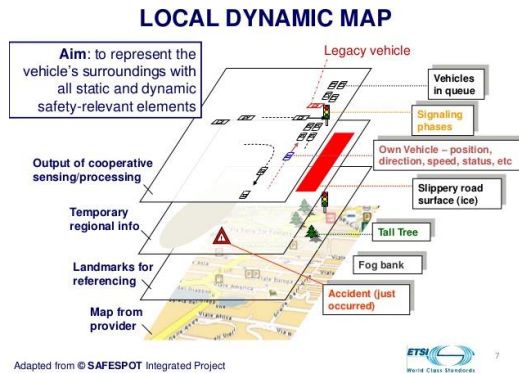 LOCAL DYNAMIC MAP
Aim: to represent the
vehicle's surroundings with
all static and dynamic
safety-relevant elements
Legacy vehicle
Vehicles
in queue
Signaling
phases
Own Vehicle – position,
direction, speed, status, etc
Output of cooperative
sensing/processing
Slippery road
surface (ice)
Temporary
regional info
Tall Tree
Fog bank
Landmarks for
referencing
Accident (just
occurred)
Map from
provider
Adapted from © SAFESPOT Integrated Project
ETSI
World Class Standards
7